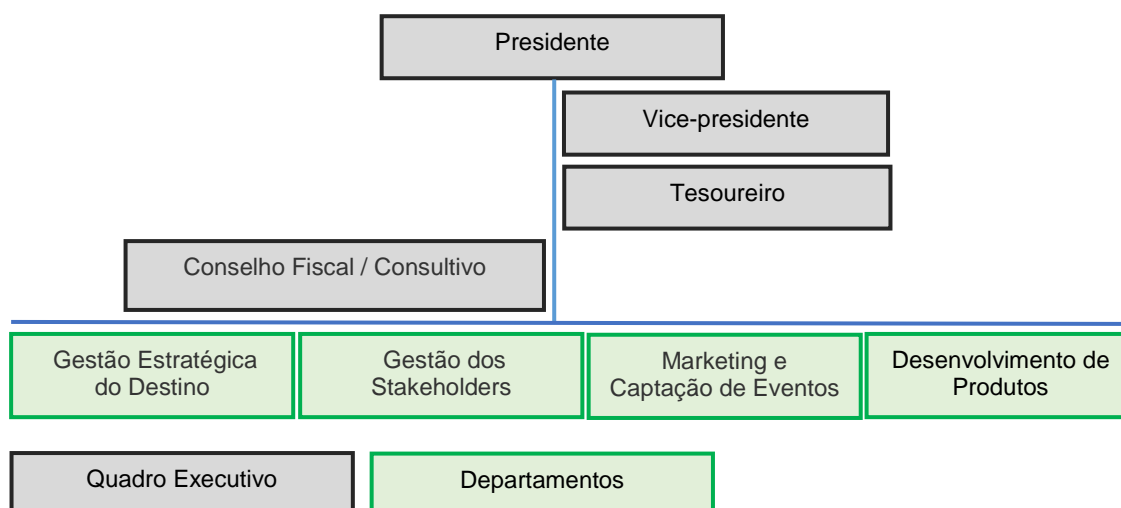 Presidente
Vice-presidente
Tesoureiro
Conselho Fiscal / Consultivo
Gestão Estratégica
do Destino
Gestão dos
Stakeholders
Marketing e
Captação de Eventos
Desenvolvimento de
Produtos
Quadro Executivo
Departamentos